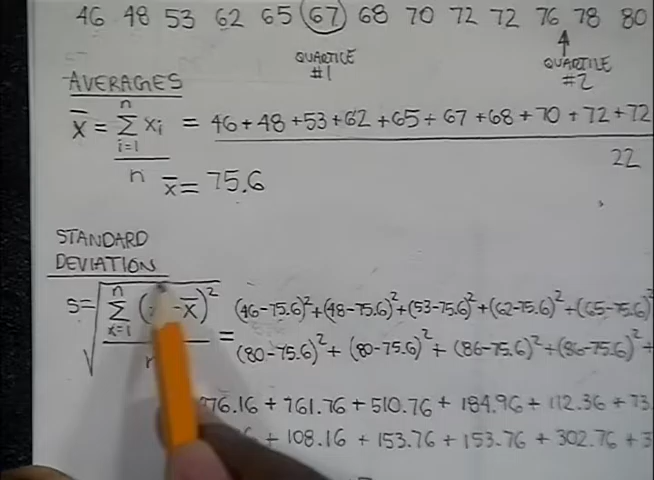 46 48 53 62 65 67 68 70 72 72 76 78 80
QUARTILE #1
QUARTILE #2
AVERAGES
x̄ = Σ xᵢ = 46+48+53+62+65+67+68+70+72+72
n i=1 n 22
x̄ = 75.6
STANDARD
DEVIATION
s = √ n Σ x=1 ( - x̄)² = (46-75.6)²+(48-75.6)²+(53-75.6)²+(62-75.6)²+(65-75.6)²
(80-75.6)²+(80-75.6)²+(86-75.6)²+(86-75.6)²+
76.16+761.76+510.76+184.96+112.36+73.
+108.16+153.76+153.76+302.76+3